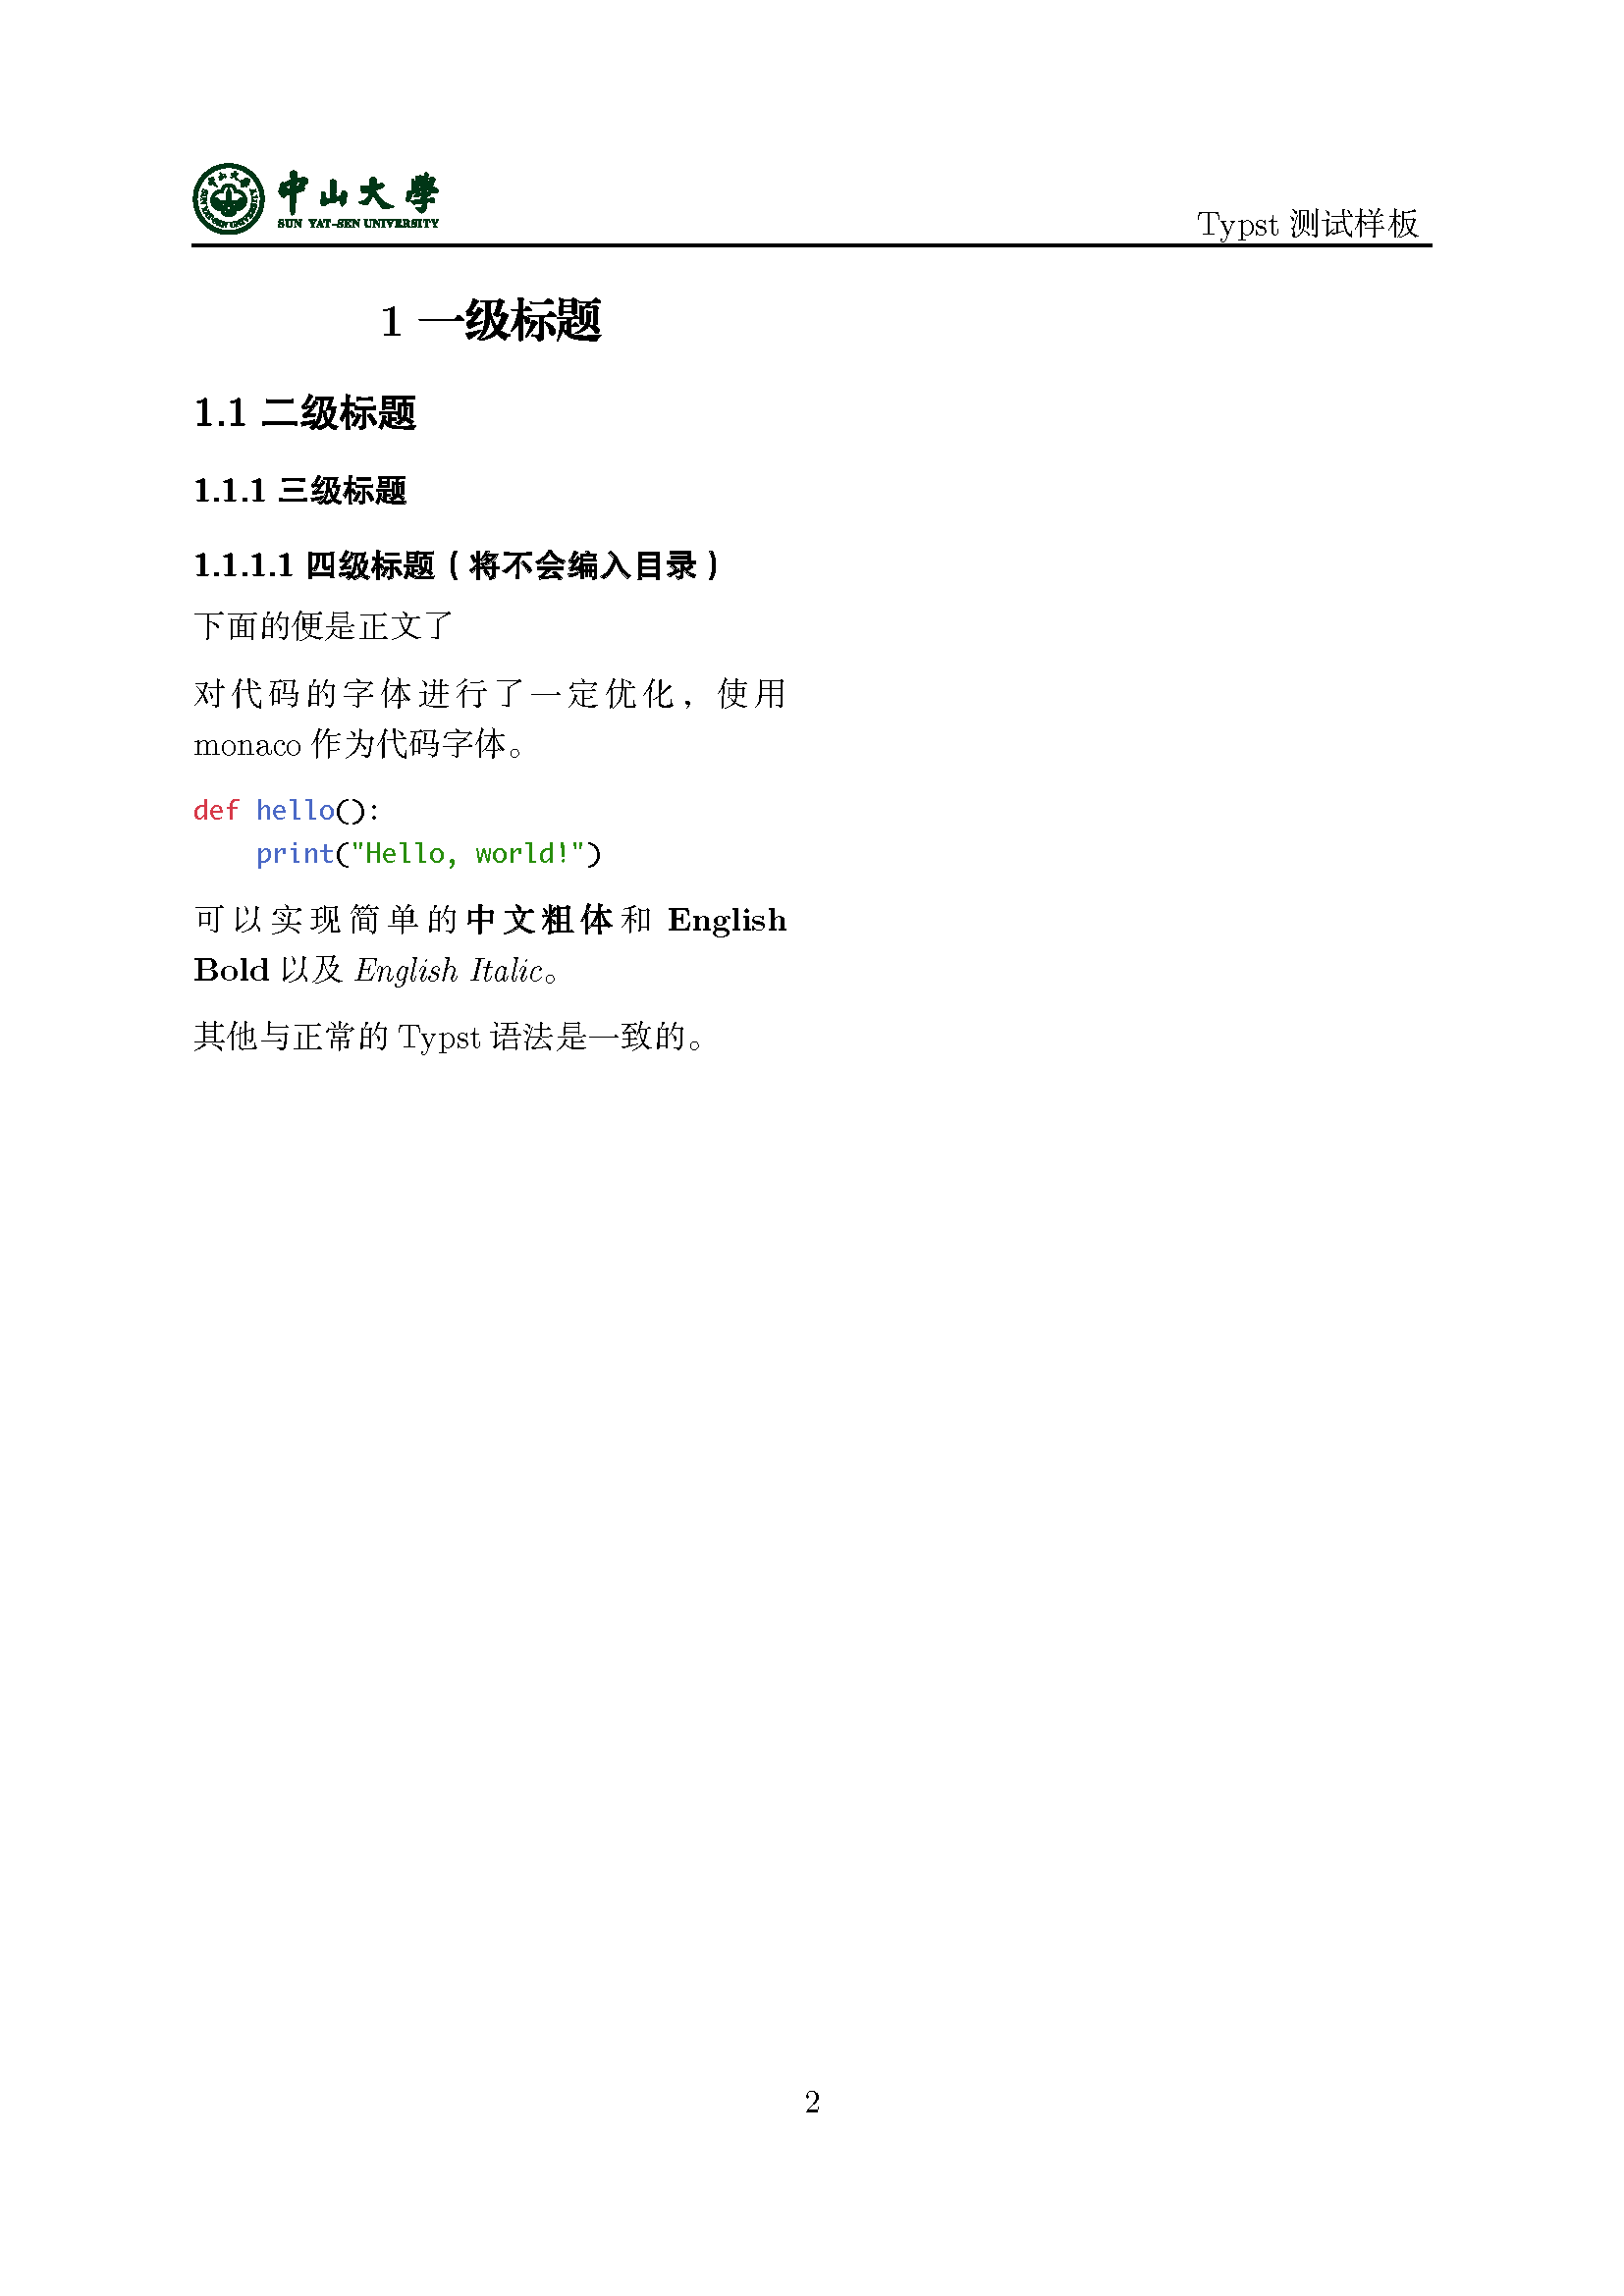 中山大學
SUN YAT-SEN UNIVERSITY
Typst 测试样板
1 一级标题
1.1 二级标题
1.1.1 三级标题
1.1.1.1 四级标题（将不会编入目录）
下面的便是正文了
对代码的字体进行了一定优化，使用
monaco 作为代码字体。
def hello():
    print("Hello, world!")
可以实现简单的中文粗体和 English
Bold 以及 English Italic。
其他与正常的 Typst 语法是一致的。
2